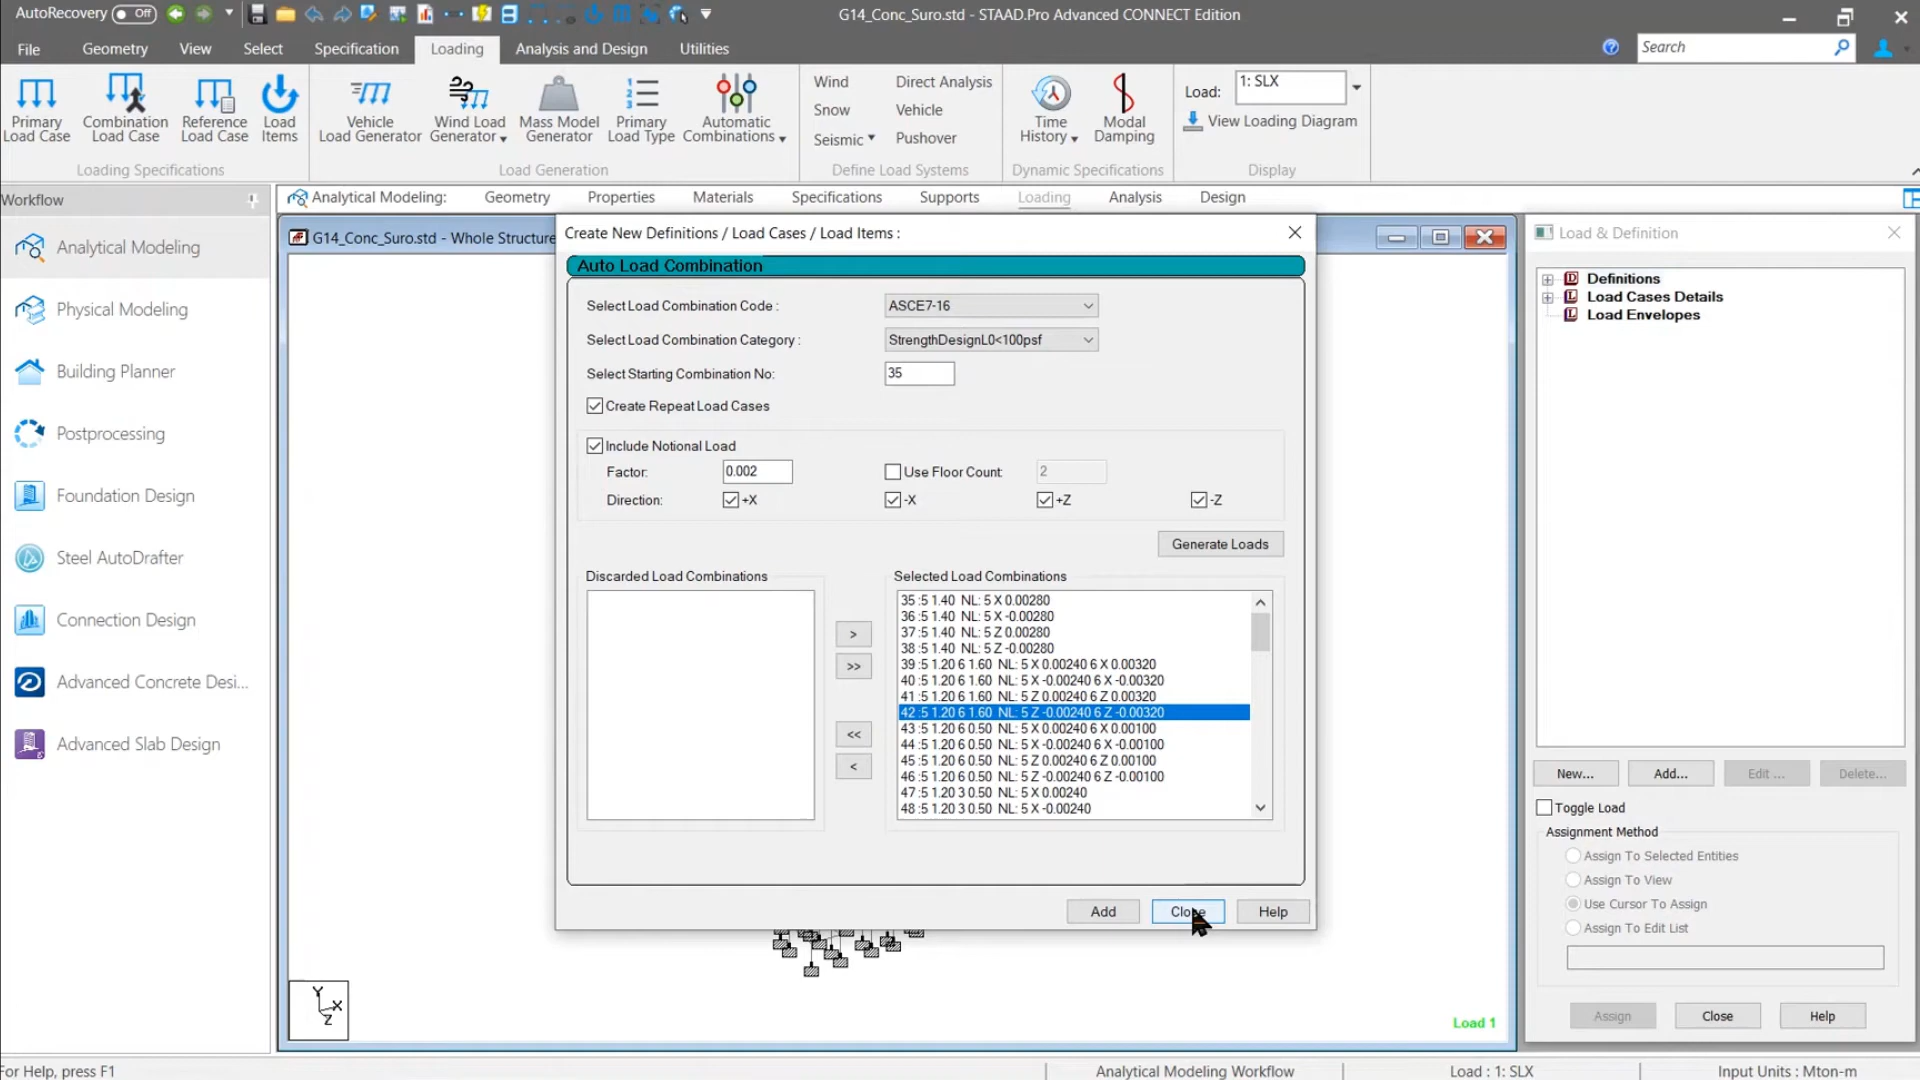 AutoRecovery Off
G14_Conc_Suro.std - STAAD.Pro Advanced CONNECT Edition
File Geometry View Select Specification Loading Analysis and Design Utilities
Search
Primary Load Case
Combination Load Case
Reference Load Case
Load Items
Loading Specifications
Vehicle Load Generator
Wind Load Generator
Mass Model Generator
Primary Load Type
Automatic Combinations
Load Generation
Wind
Snow
Seismic
Direct Analysis
Vehicle
Pushover
Define Load Systems
Time History
Modal Damping
Dynamic Specifications
Load: 1: SLX
View Loading Diagram
Display
Workflow
Analytical Modeling: Geometry Properties Materials Specifications Supports Loading Analysis Design
Analytical Modeling
Physical Modeling
Building Planner
Postprocessing
Foundation Design
Steel AutoDrafter
Connection Design
Advanced Concrete Desi...
Advanced Slab Design
G14_Conc_Suro.std - Whole Structure
Create New Definitions / Load Cases / Load Items :
Auto Load Combination
Select Load Combination Code : ASCE7-16
Select Load Combination Category : StrengthDesignL0<100psf
Select Starting Combination No: 35
Create Repeat Load Cases
Include Notional Load
Factor: 0.002 Use Floor Count: 2
Direction: +X -X +Z -Z
Generate Loads
Discarded Load Combinations
Selected Load Combinations
35 :5 1.40 NL: 5 X 0.00280
36 :5 1.40 NL: 5 X -0.00280
37 :5 1.40 NL: 5 Z 0.00280
38 :5 1.40 NL: 5 Z -0.00280
39 :5 1.20 6 1.60 NL: 5 X 0.00240 6 X 0.00320
40 :5 1.20 6 1.60 NL: 5 X -0.00240 6 X -0.00320
41 :5 1.20 6 1.60 NL: 5 Z 0.00240 6 Z 0.00320
42 :5 1.20 6 1.60 NL: 5 Z -0.00240 6 Z -0.00320
43 :5 1.20 6 0.50 NL: 5 X 0.00240 6 X 0.00100
44 :5 1.20 6 0.50 NL: 5 X -0.00240 6 X -0.00100
45 :5 1.20 6 0.50 NL: 5 Z 0.00240 6 Z 0.00100
46 :5 1.20 6 0.50 NL: 5 Z -0.00240 6 Z -0.00100
47 :5 1.20 3 0.50 NL: 5 X 0.00240
48 :5 1.20 3 0.50 NL: 5 X -0.00240
>
>>
<<
<
Add Close Help
Load & Definition
Definitions
Load Cases Details
Load Envelopes
New... Add... Edit ... Delete...
Toggle Load
Assignment Method
Assign To Selected Entities
Assign To View
Use Cursor To Assign
Assign To Edit List
Assign Close Help
Y
X
Z
Load 1
For Help, press F1
Analytical Modeling Workflow
Load : 1: SLX
Input Units : Mton-m